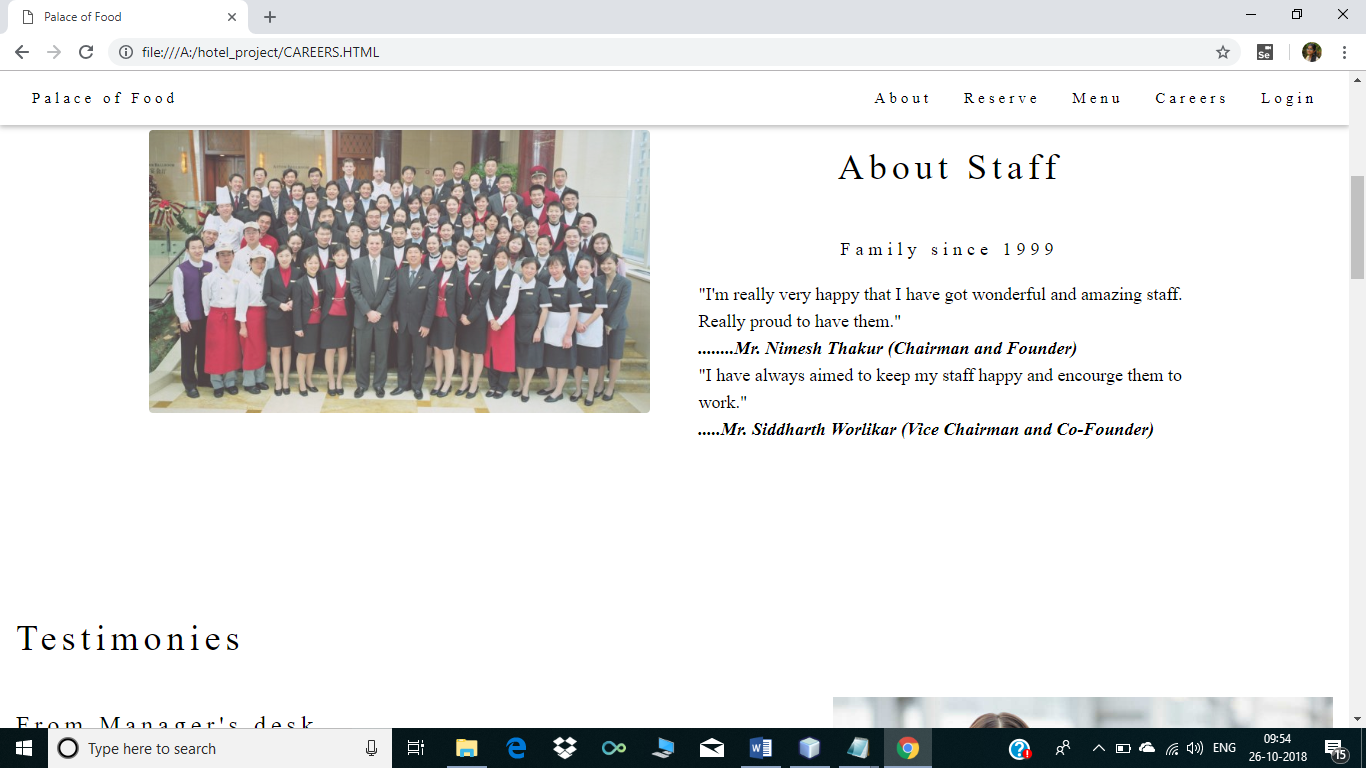 Palace of Food
file:///A:/hotel_project/CAREERS.HTML
Se
Palace of Food About Reserve Menu Careers Login
About Staff
Family since 1999
"I'm really very happy that I have got wonderful and amazing staff.
Really proud to have them."
........Mr. Nimesh Thakur (Chairman and Founder)
"I have always aimed to keep my staff happy and encourge them to
work."
.....Mr. Siddharth Worlikar (Vice Chairman and Co-Founder)
Testimonies
From Manager's desk
Type here to search
ENG
09:54
26-10-2018
15